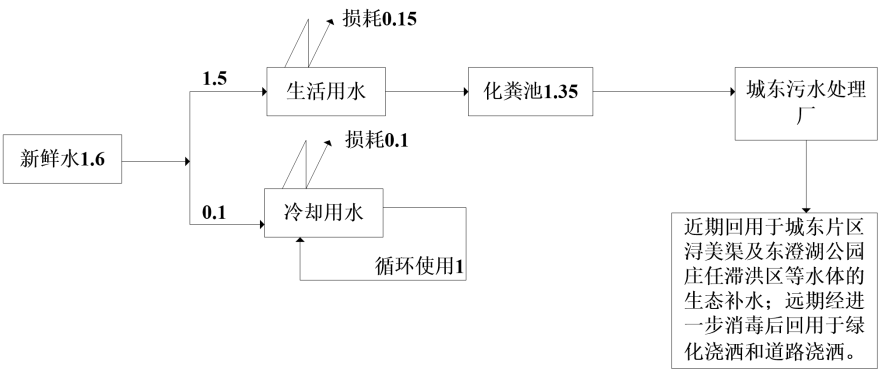 损耗0.15
1.5
生活用水
化粪池1.35
城东污水处理
厂
新鲜水1.6
损耗0.1
0.1
冷却用水
循环使用1
近期回用于城东片区
浔美渠及东澄湖公园
庄任滞洪区等水体的
生态补水；远期经进
一步消毒后回用于绿
化浇洒和道路浇洒。